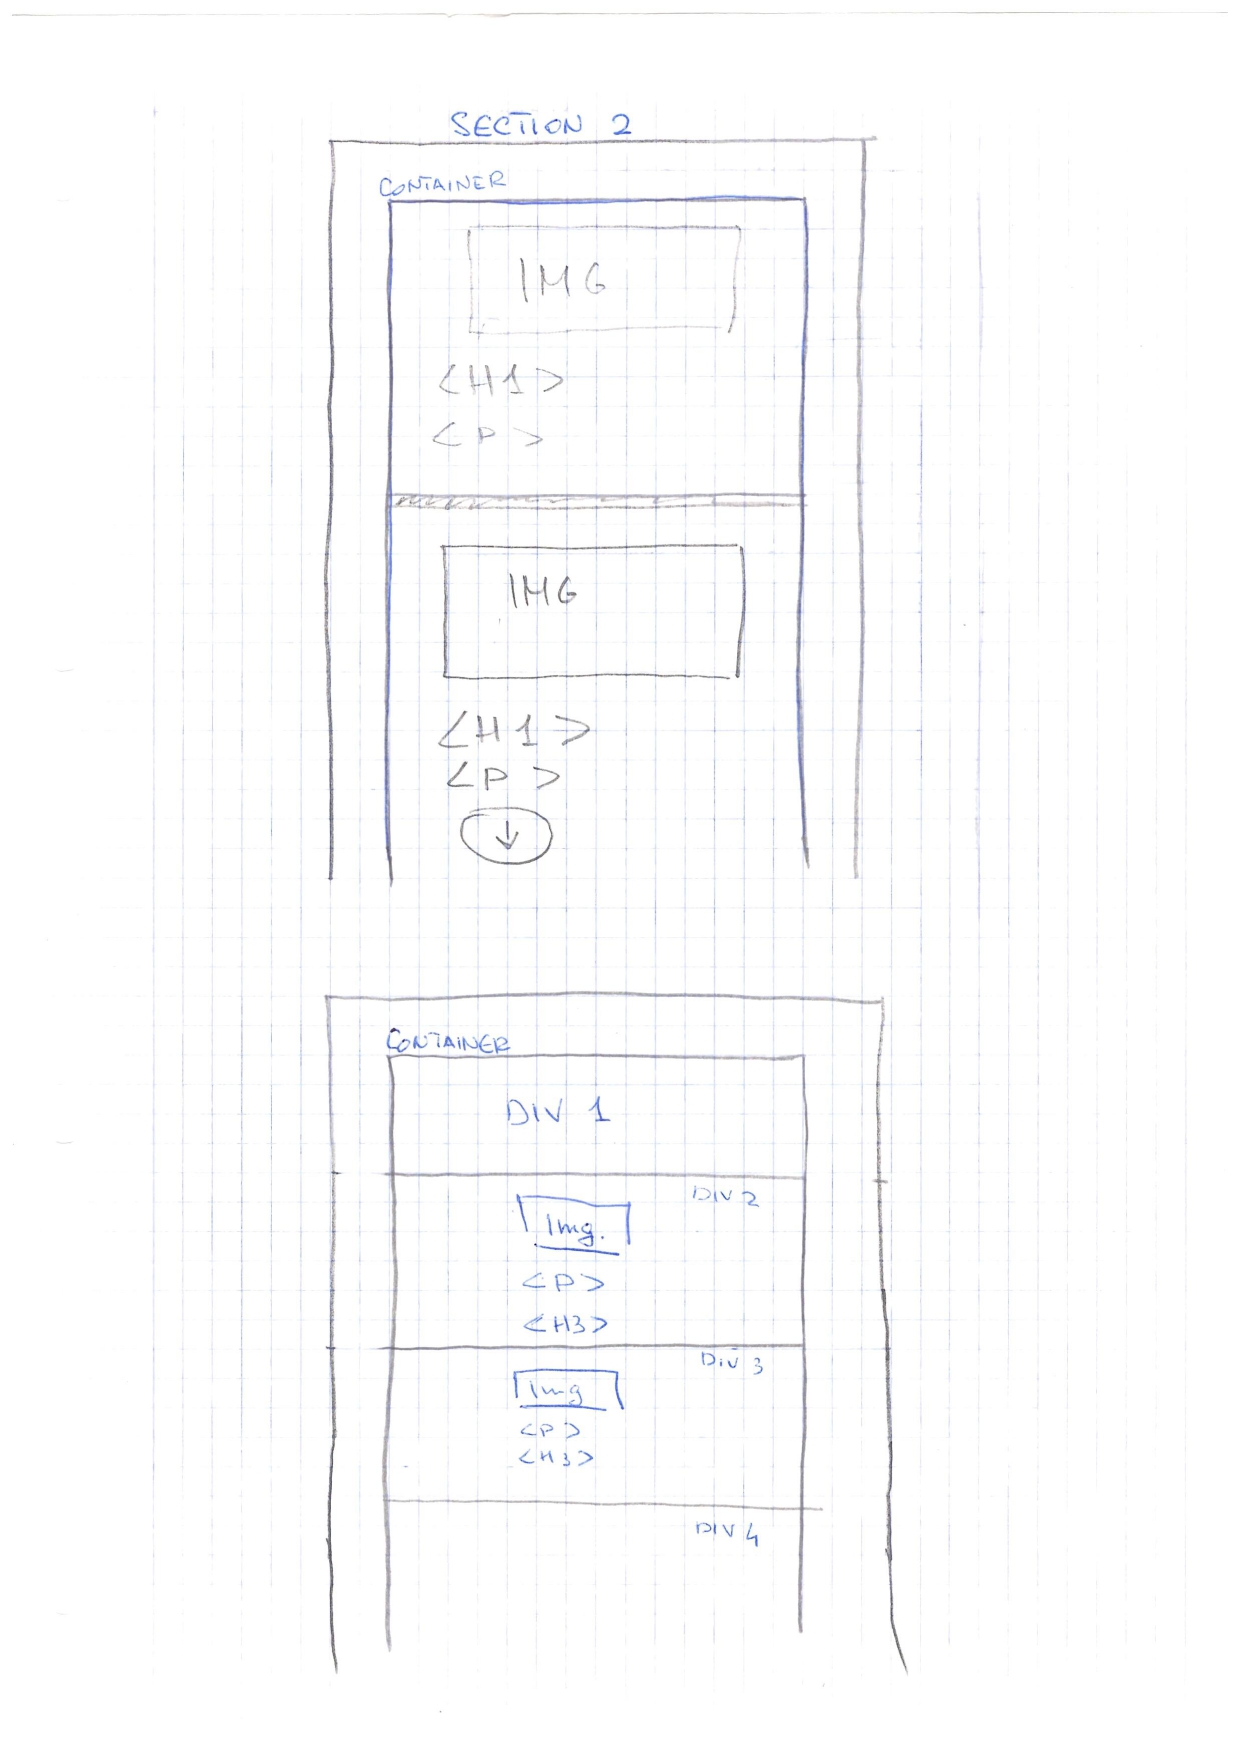 SECTION 2
CONTAINER
IMG
<H1>
<P>
IMG
<H1>
<P>
CONTAINER
DIV 1
DIV 2
Img.
<P>
<H3>
DIV 3
Img
<P>
<H3>
DIV 4